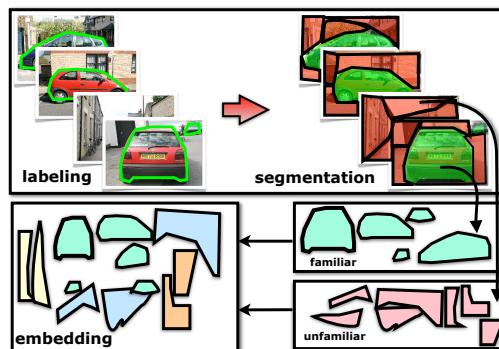 labeling
segmentation
familiar
unfamiliar
embedding